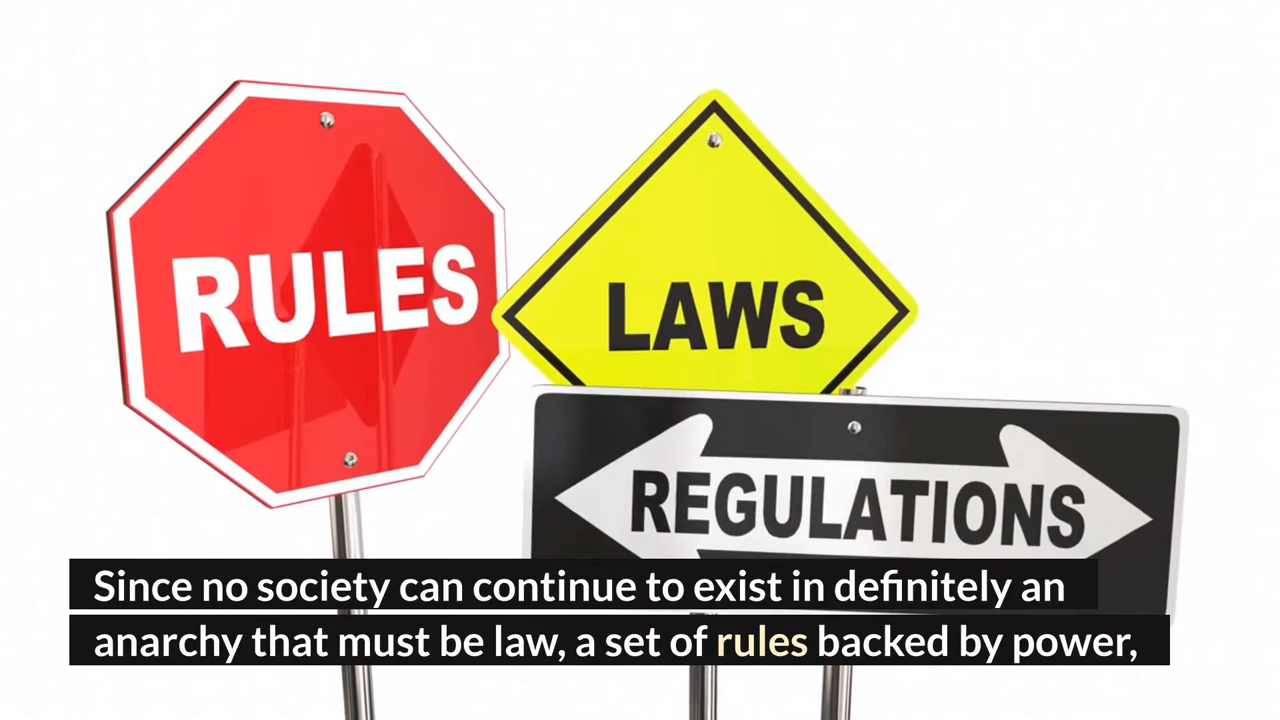 RULES
LAWS
REGULATIONS
Since no society can continue to exist in definitely an
anarchy that must be law, a set of rules backed by power,